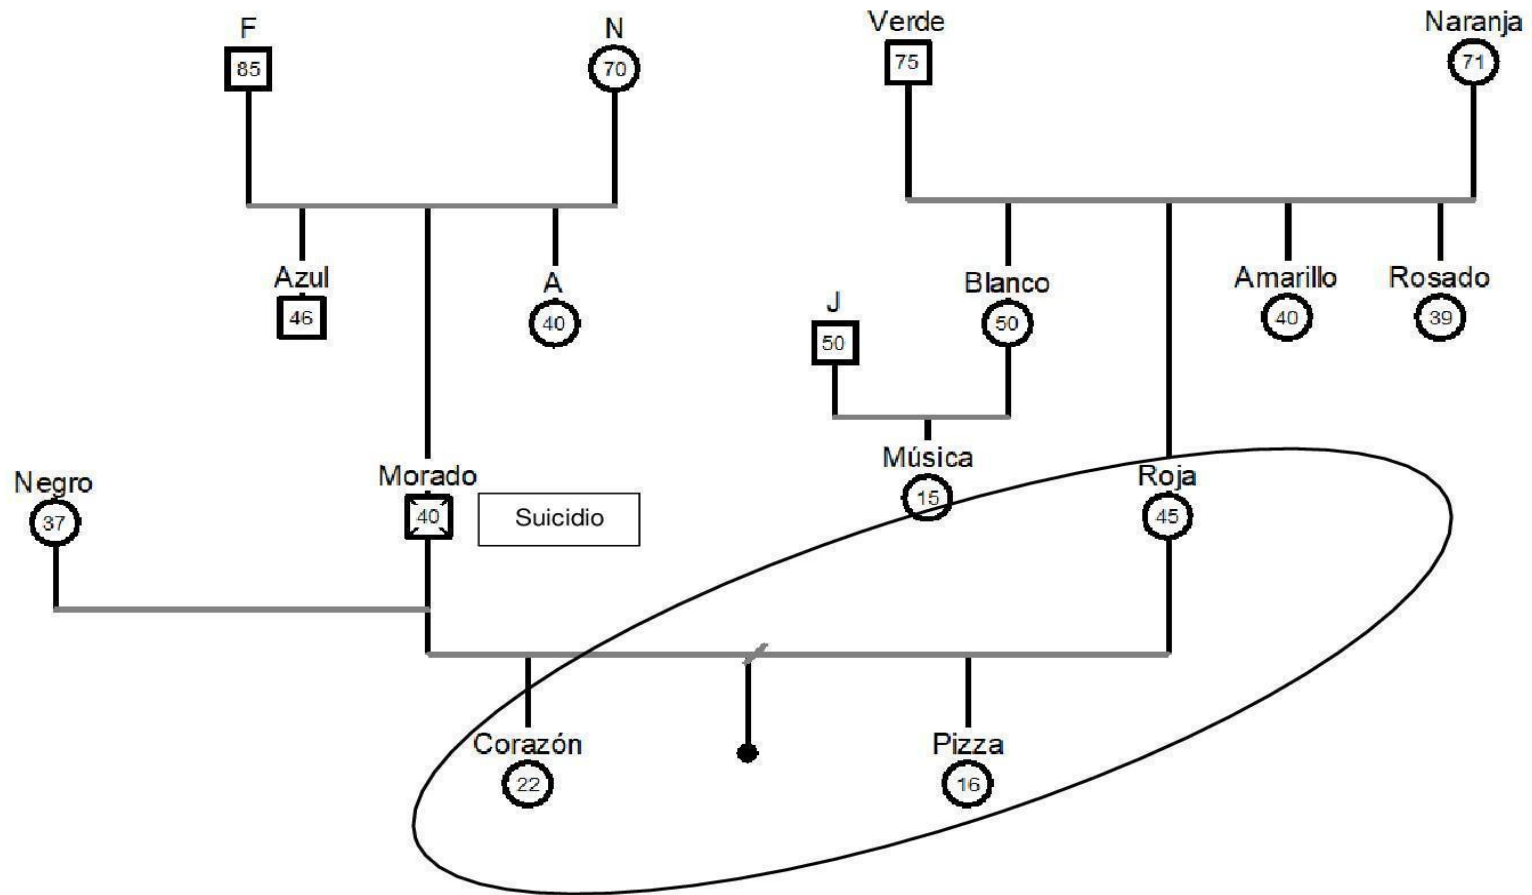 F
N
Verde
Naranja
85
70
75
71
Azul
A
Blanco
Amarillo
Rosado
46
40
J
50
50
40
39
Negro
Morado
Música
Roja
37
40
Suicidio
15
45
Corazón
Pizza
22
16